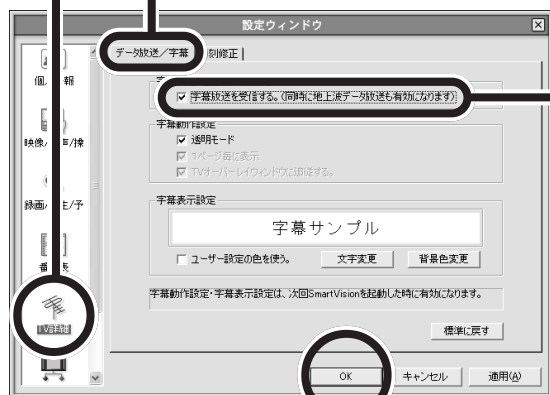 設定ウィンドウ
データ放送／字幕
刻修正
字幕放送を受信する。(同時に地上波データ放送も有効になります)
字幕動作設定
透明モード
1ページ毎に表示
TVオーバーレイウィンドウに追従する。
字幕表示設定
字幕サンプル
ユーザー設定の色を使う。
文字変更
背景色変更
字幕動作設定・字幕表示設定は、次回SmartVisionを起動した時に有効になります。
標準に戻す
OK
キャンセル
適用(A)
個
報
映像
声/操
録画
生/予
番
表
TV詳細